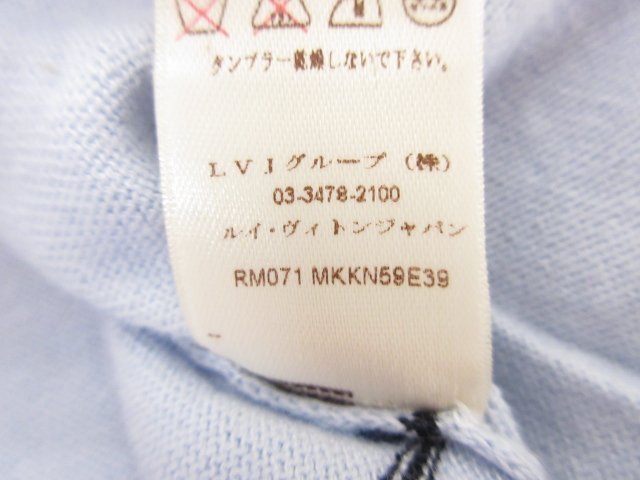 タンブラー乾燥しないで下さい。
LVJグループ（株）
03-3478-2100
ルイ・ヴィトンジャパン
RM071 MKKN59E39